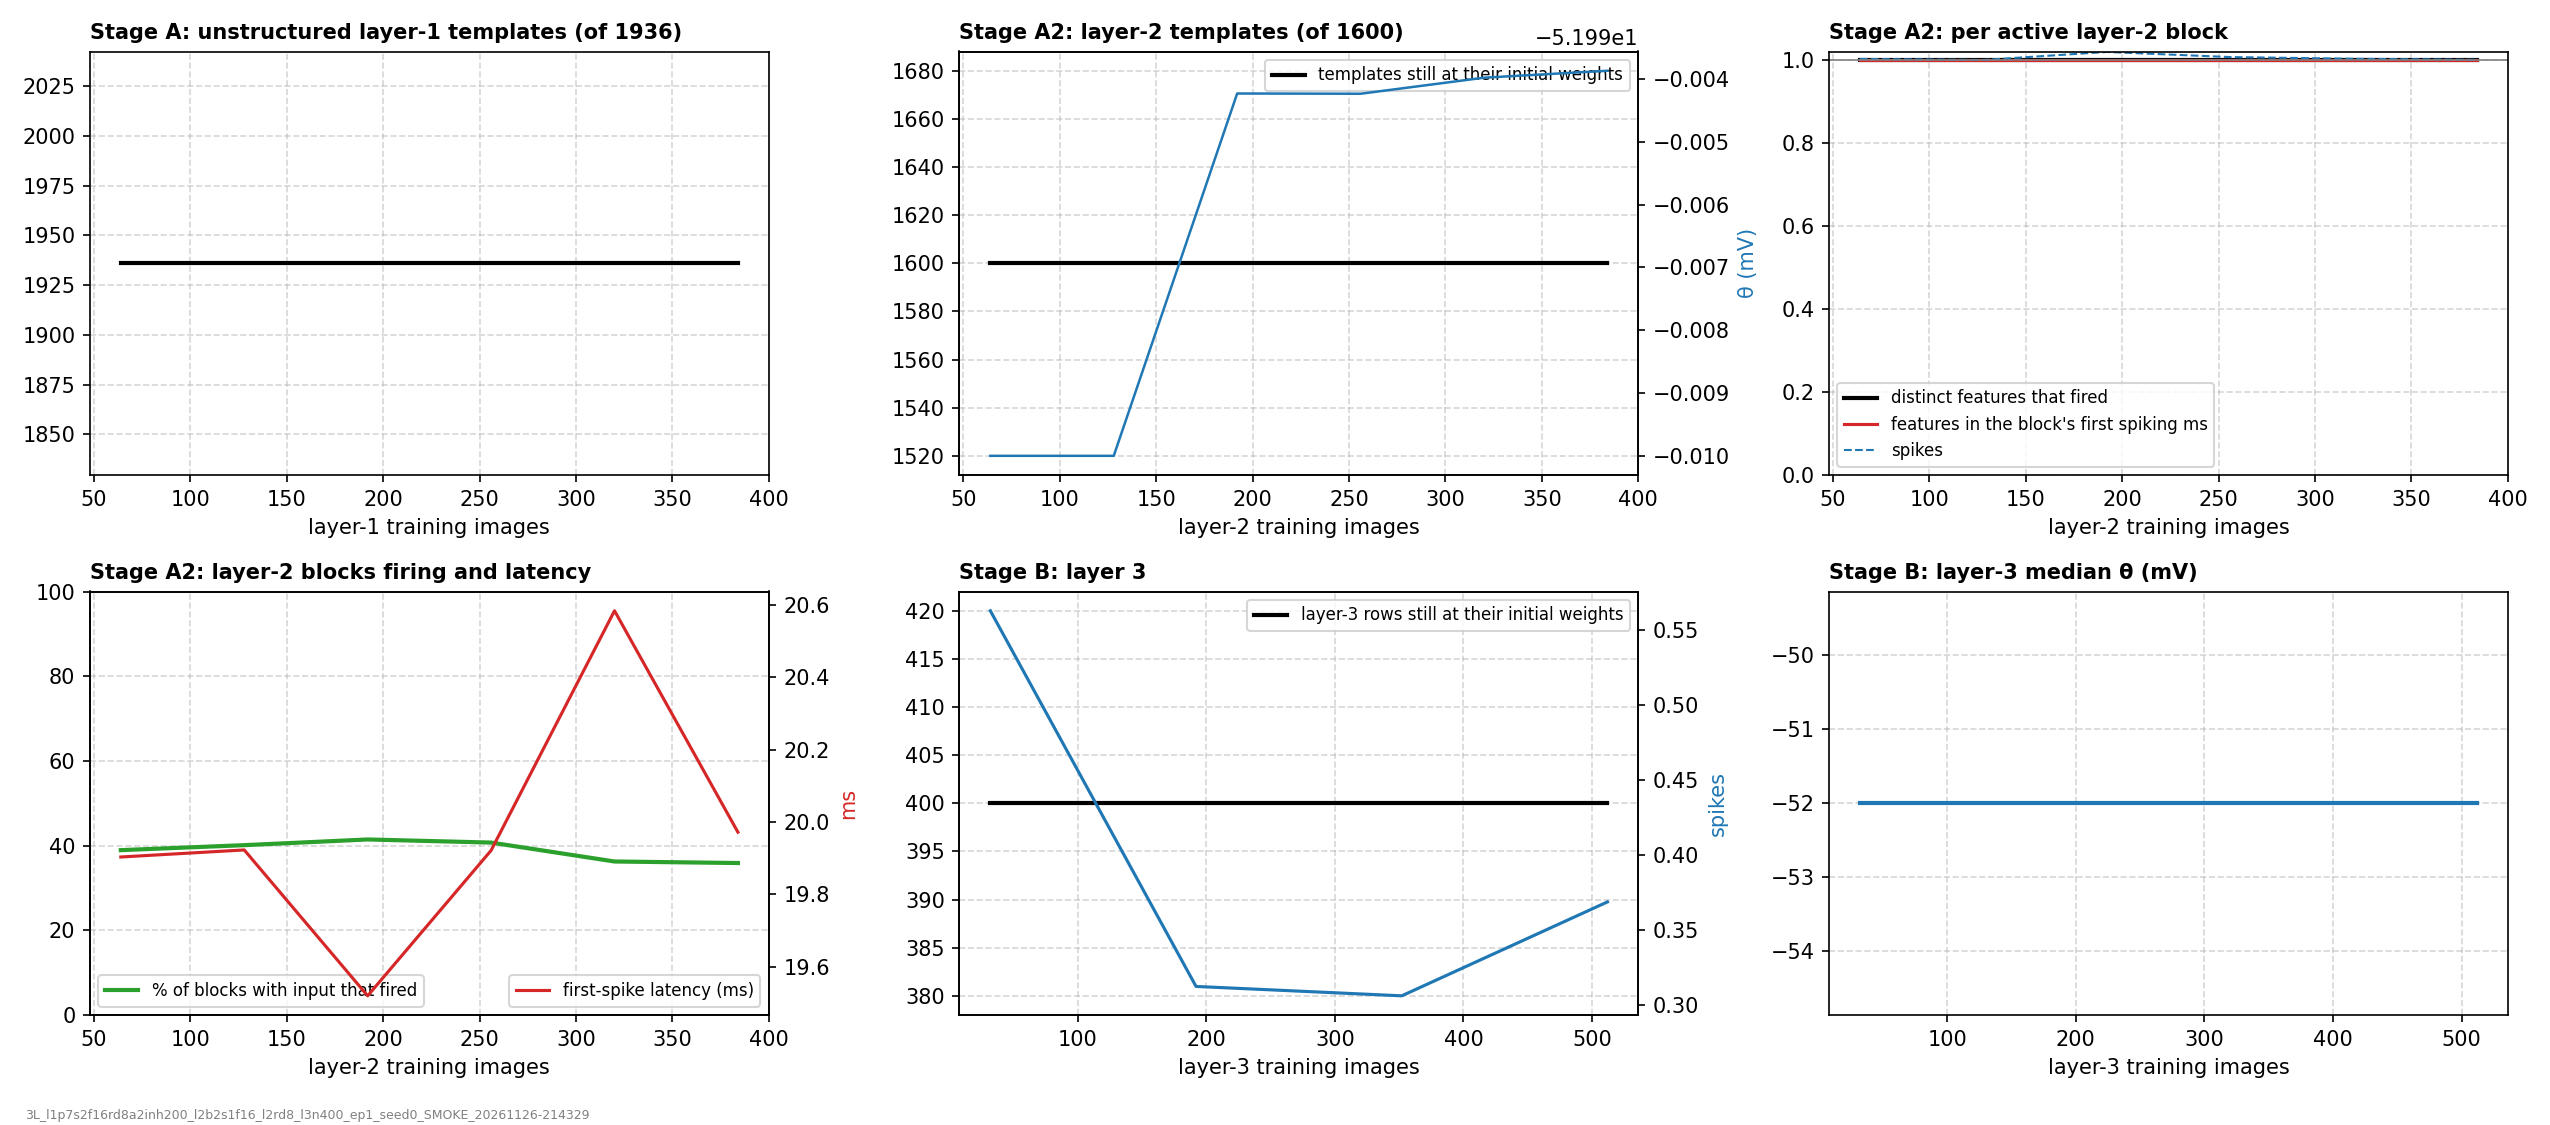 Stage A: unstructured layer-1 templates (of 1936)
2025
2000
1975
1950
1925
1900
1875
1850
50 100 150 200 250 300 350 400
layer-1 training images
Stage A2: layer-2 templates (of 1600)
−5.199e1
templates still at their initial weights
1680
1660
1640
1620
1600
1580
1560
1540
1520
−0.004
−0.005
−0.006
−0.007
−0.008
−0.009
−0.010
θ (mV)
50 100 150 200 250 300 350 400
layer-2 training images
Stage A2: per active layer-2 block
1.0
0.8
0.6
0.4
0.2
0.0
distinct features that fired
features in the block's first spiking ms
spikes
50 100 150 200 250 300 350 400
layer-2 training images
Stage A2: layer-2 blocks firing and latency
100
80
60
40
20
0
20.6
20.4
20.2
20.0
19.8
19.6
ms
% of blocks with input that fired
first-spike latency (ms)
50 100 150 200 250 300 350 400
layer-2 training images
Stage B: layer 3
layer-3 rows still at their initial weights
420
415
410
405
400
395
390
385
380
0.55
0.50
0.45
0.40
0.35
0.30
spikes
100 200 300 400 500
layer-3 training images
Stage B: layer-3 median θ (mV)
−50
−51
−52
−53
−54
100 200 300 400 500
layer-3 training images
3L_l1p7s2f16rd8a2inh200_l2b2s1f16_l2rd8_l3n400_ep1_seed0_SMOKE_20261126-214329